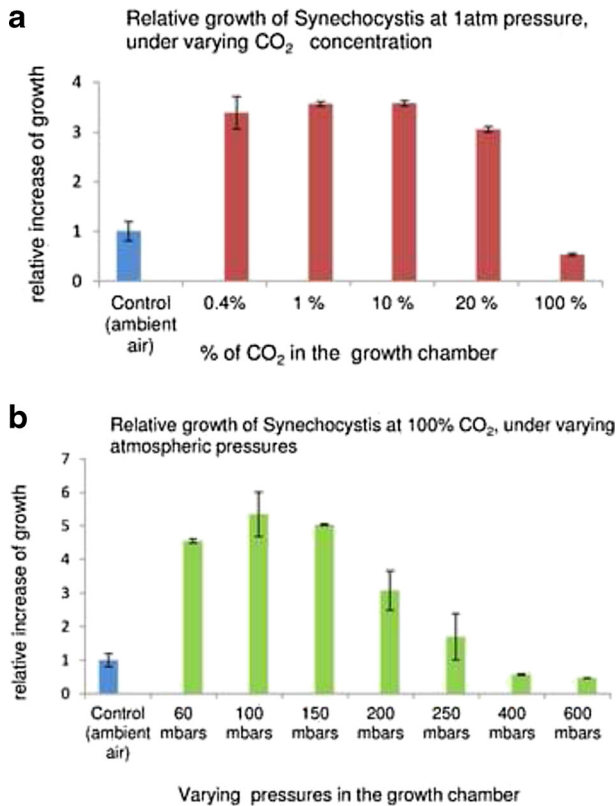 a
Relative growth of Synechocystis at 1atm pressure,
under varying CO2 concentration
relative increase of growth
4
3
2
1
0
Control
(ambient
air)
0.4%
1 %
10 %
20 %
100 %
% of CO2 in the growth chamber
b
Relative growth of Synechocystis at 100% CO2, under varying
atmospheric pressures
relative increase of growth
7
6
5
4
3
2
1
0
Control
(ambient
air)
60
mbars
100
mbars
150
mbars
200
mbars
250
mbars
400
mbars
600
mbars
Varying pressures in the growth chamber